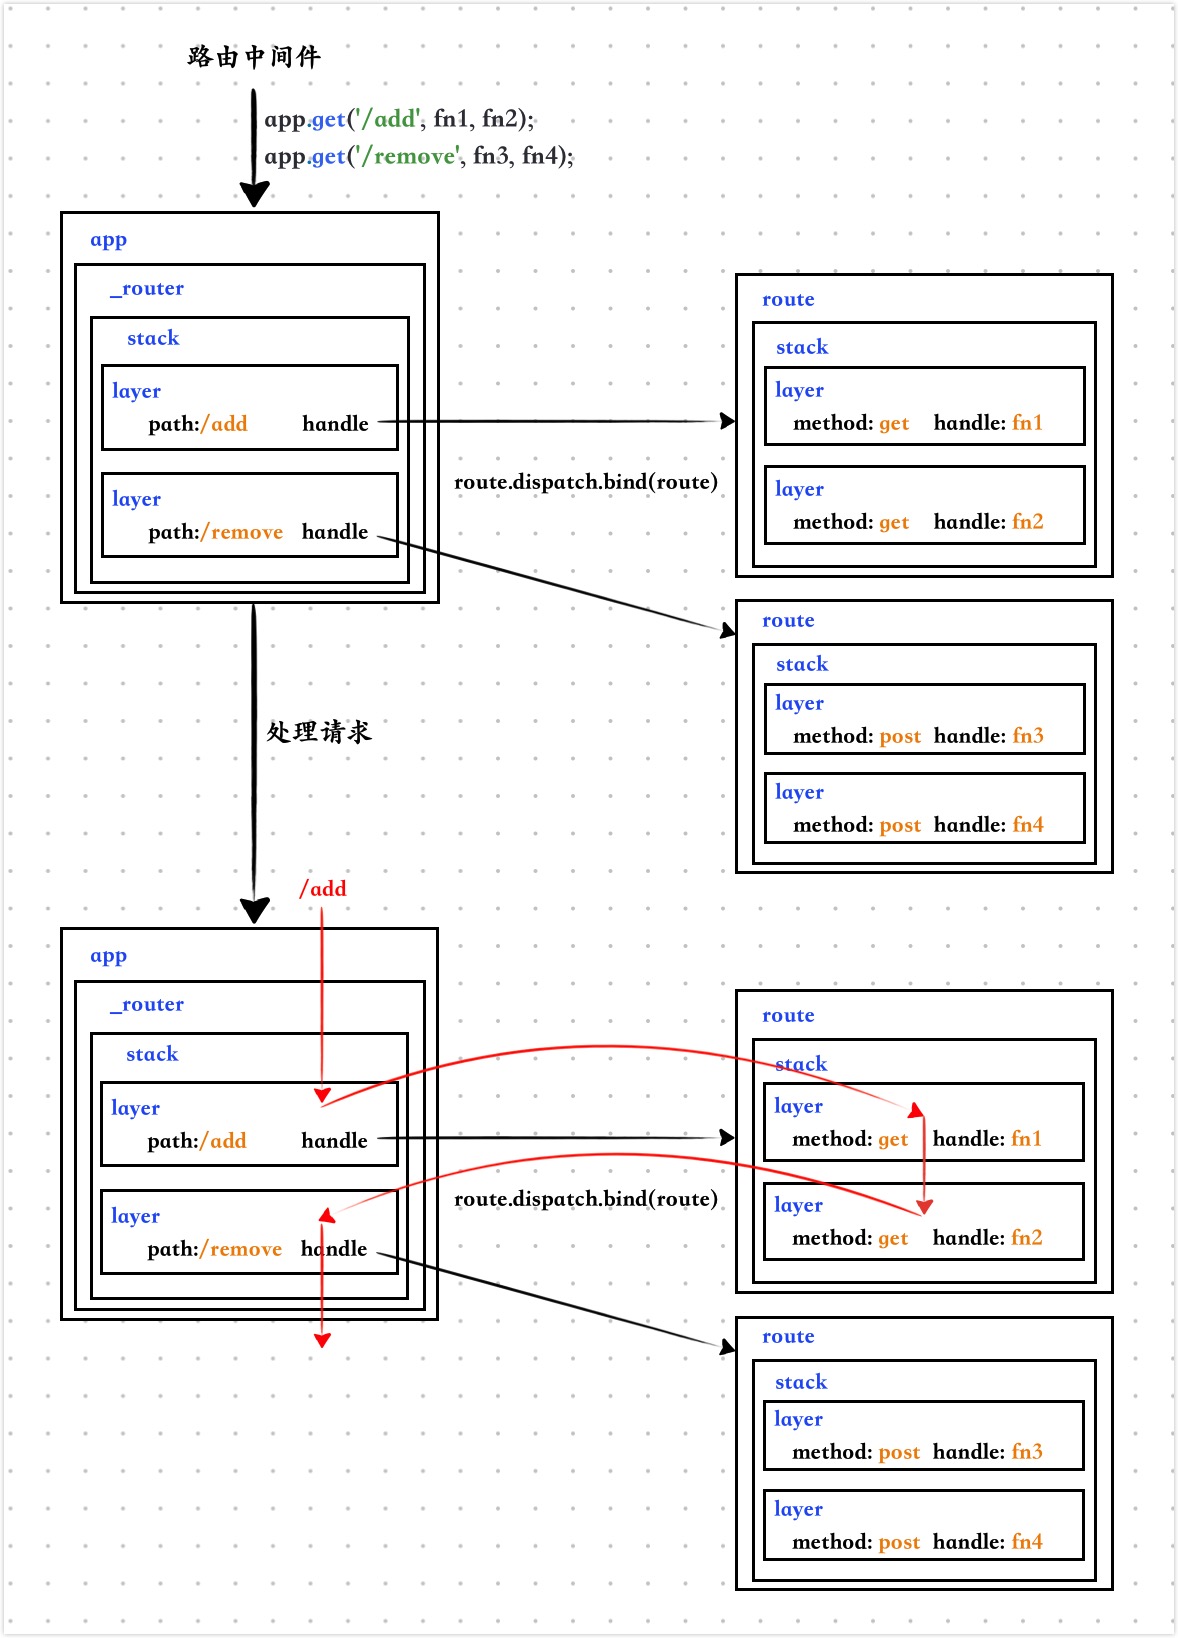 路由中间件
app.get('/add', fn1, fn2);
app.get('/remove', fn3, fn4);
app
_router
stack
layer
path:/add handle
layer
path:/remove handle
route.dispatch.bind(route)
route
stack
layer
method: get handle: fn1
layer
method: get handle: fn2
route
stack
layer
method: post handle: fn3
layer
method: post handle: fn4
处理请求
/add
app
_router
stack
layer
path:/add handle
layer
path:/remove handle
route.dispatch.bind(route)
route
stack
layer
method: get handle: fn1
layer
method: get handle: fn2
route
stack
layer
method: post handle: fn3
layer
method: post handle: fn4